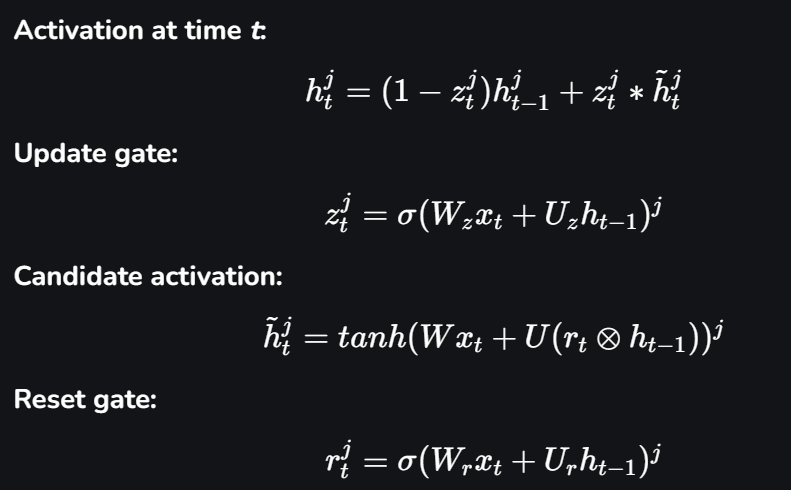 Activation at time t:
h_t^j = (1 − z_t^j)h_{t−1}^j + z_t^j ∗ h̃_t^j
Update gate:
z_t^j = σ(W_z x_t + U_z h_{t−1})^j
Candidate activation:
h̃_t^j = tanh(W x_t + U(r_t ⊗ h_{t−1}))^j
Reset gate:
r_t^j = σ(W_r x_t + U_r h_{t−1})^j